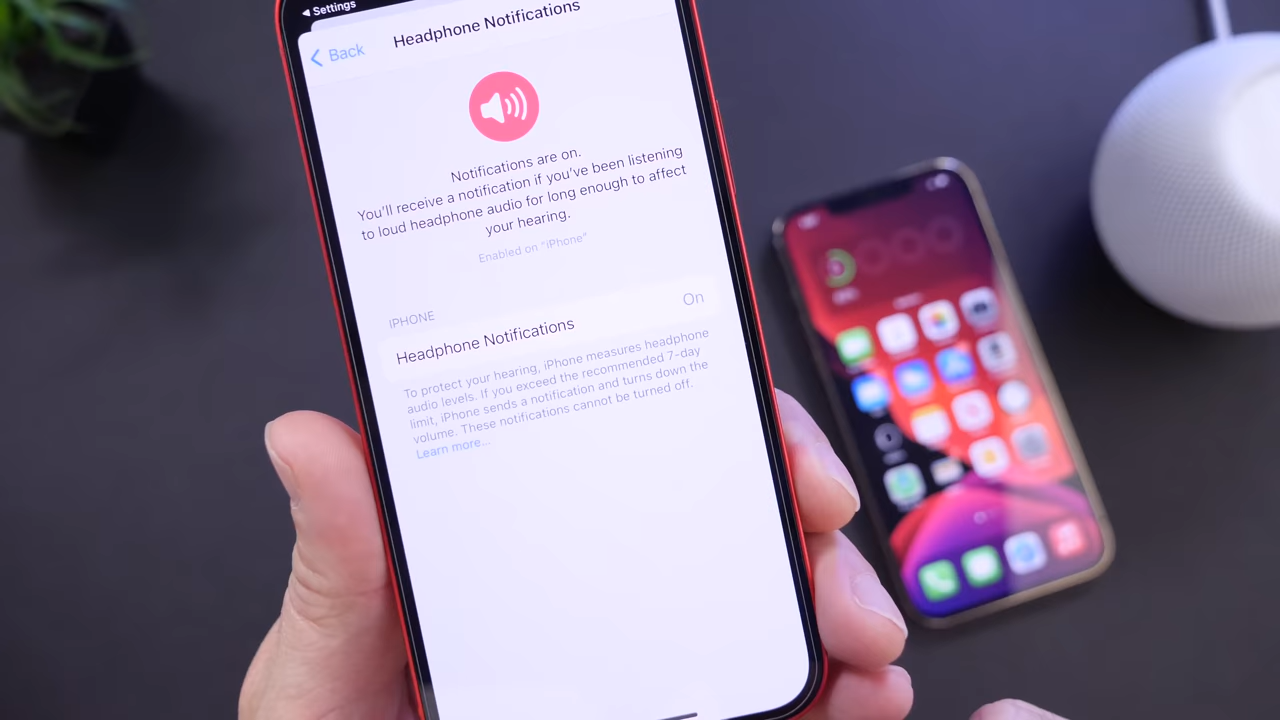 ◀ Settings
Back
Headphone Notifications
Notifications are on.
You'll receive a notification if you've been listening
to loud headphone audio for long enough to affect
your hearing.
Enabled on "iPhone"
IPHONE
Headphone Notifications
On
To protect your hearing, iPhone measures headphone
audio levels. If you exceed the recommended 7-day
limit, iPhone sends a notification and turns down the
volume. These notifications cannot be turned off.
Learn more...